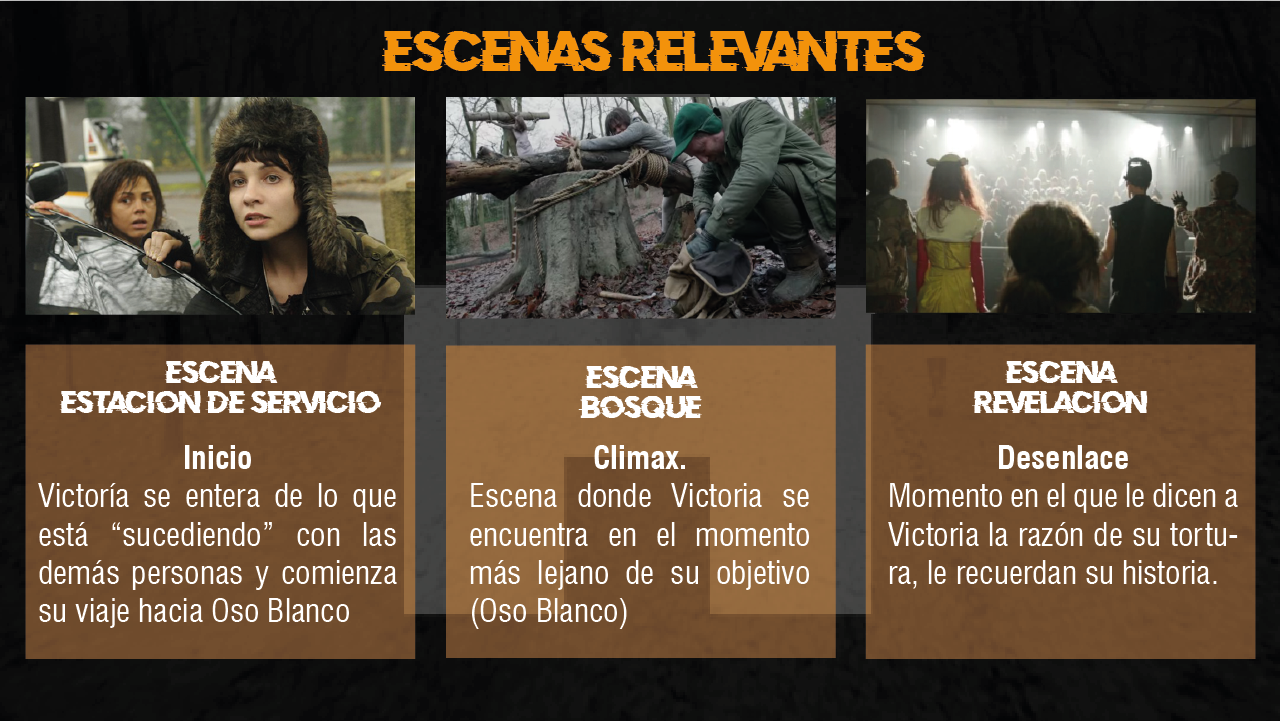 ESCENAS RELEVANTES
ESCENA
ESTACION DE SERVICIO
Inicio
Victoría se entera de lo que
está “sucediendo” con las
demás personas y comienza
su viaje hacia Oso Blanco
ESCENA
BOSQUE
Climax.
Escena donde Victoria se
encuentra en el momento
más lejano de su objetivo
(Oso Blanco)
ESCENA
REVELACION
Desenlace
Momento en el que le dicen a
Victoria la razón de su tortu-
ra, le recuerdan su historia.